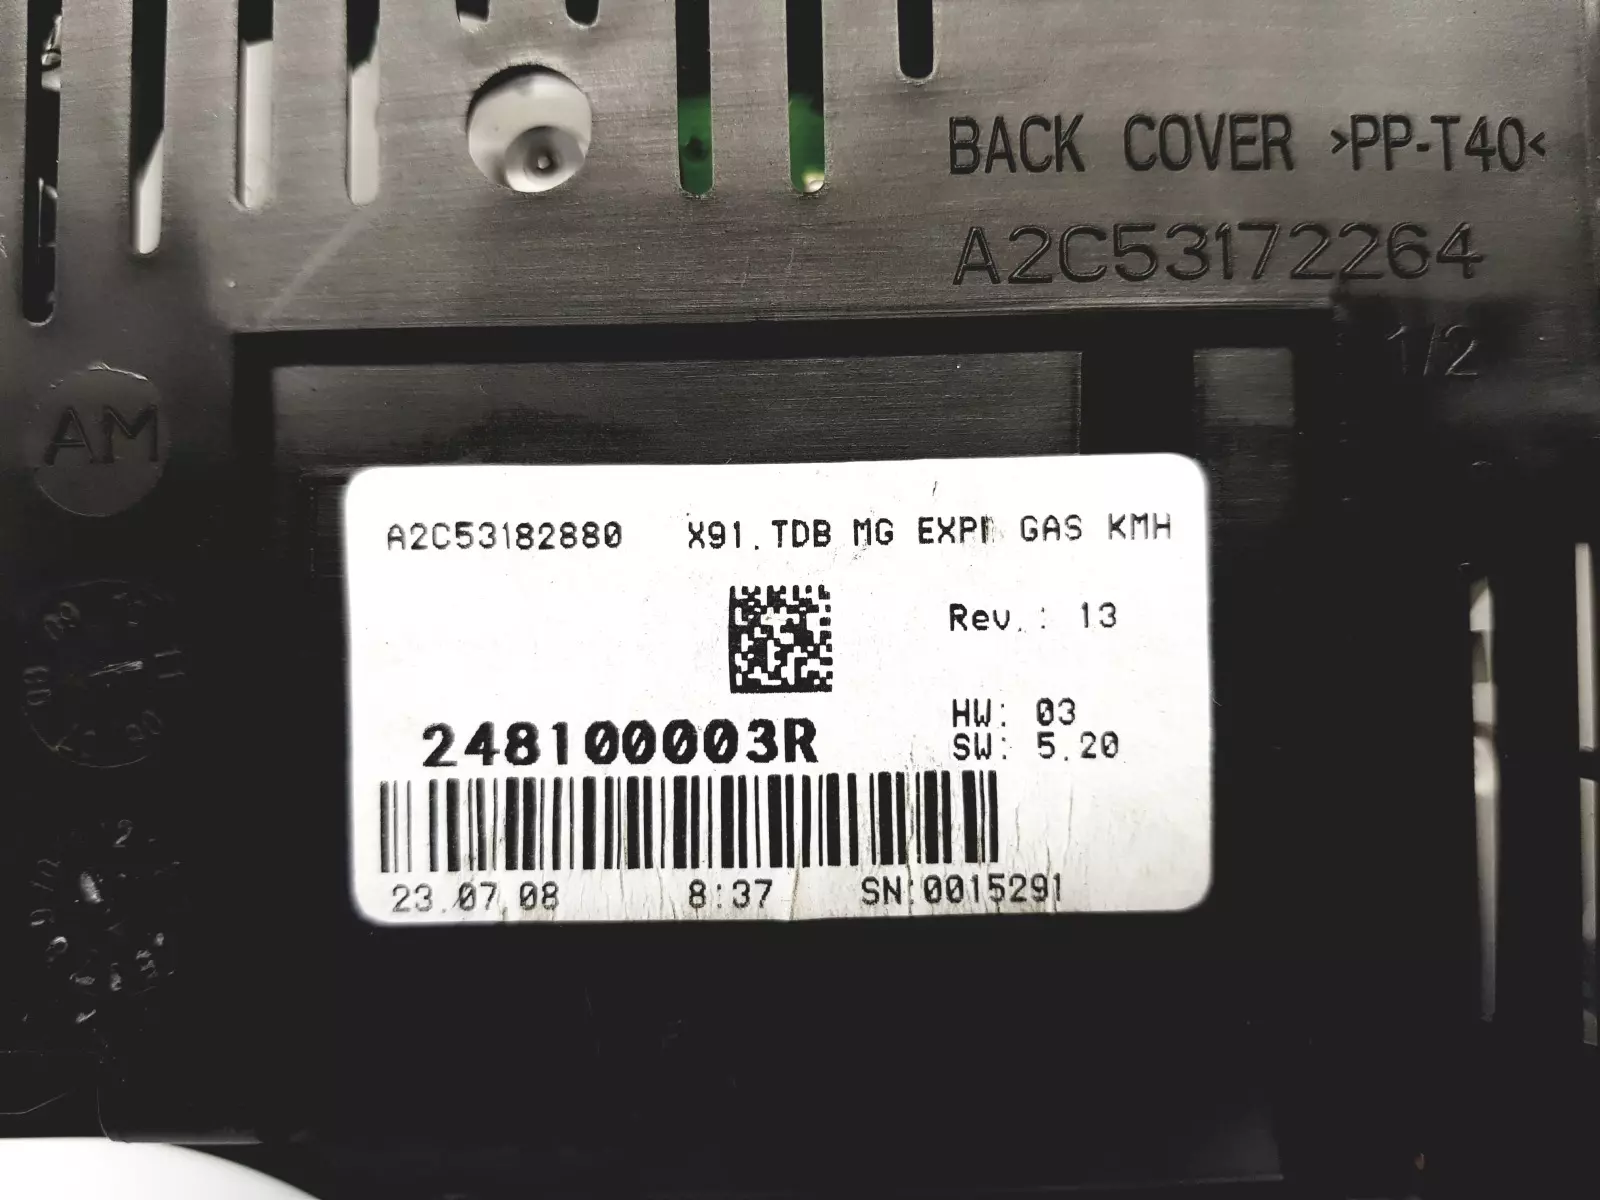 BACK COVER >PP-T40<
A2C53172264
1/2
AM
A2C53182880 X91.TDB MG EXPM GAS KMH
Rev. : 13
HW: 03
SW: 5.20
248100003R
23.07.08 8:37 SN:0015291